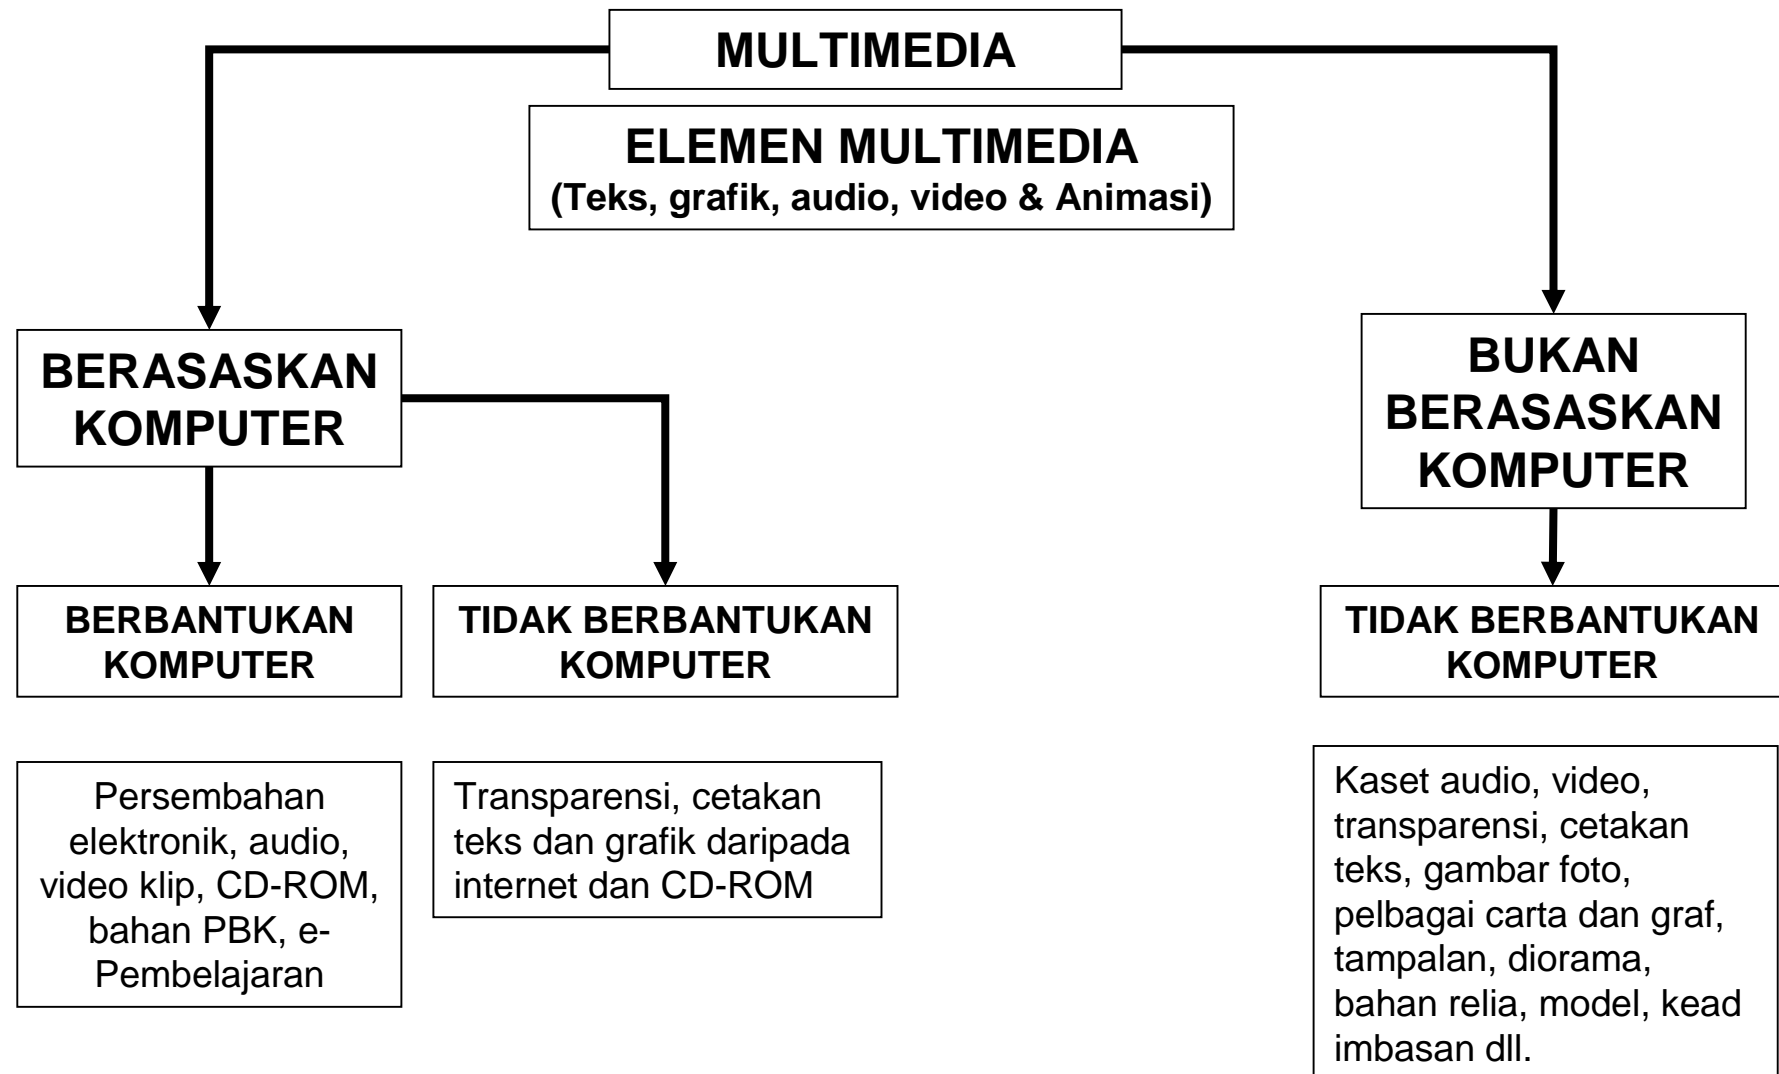 MULTIMEDIA
ELEMEN MULTIMEDIA
(Teks, grafik, audio, video & Animasi)
BERASASKAN
KOMPUTER
BUKAN
BERASASKAN
KOMPUTER
BERBANTUKAN
KOMPUTER
TIDAK BERBANTUKAN
KOMPUTER
TIDAK BERBANTUKAN
KOMPUTER
Persembahan
elektronik, audio,
video klip, CD-ROM,
bahan PBK, e-
Pembelajaran
Transparensi, cetakan
teks dan grafik daripada
internet dan CD-ROM
Kaset audio, video,
transparensi, cetakan
teks, gambar foto,
pelbagai carta dan graf,
tampalan, diorama,
bahan relia, model, kead
imbasan dll.